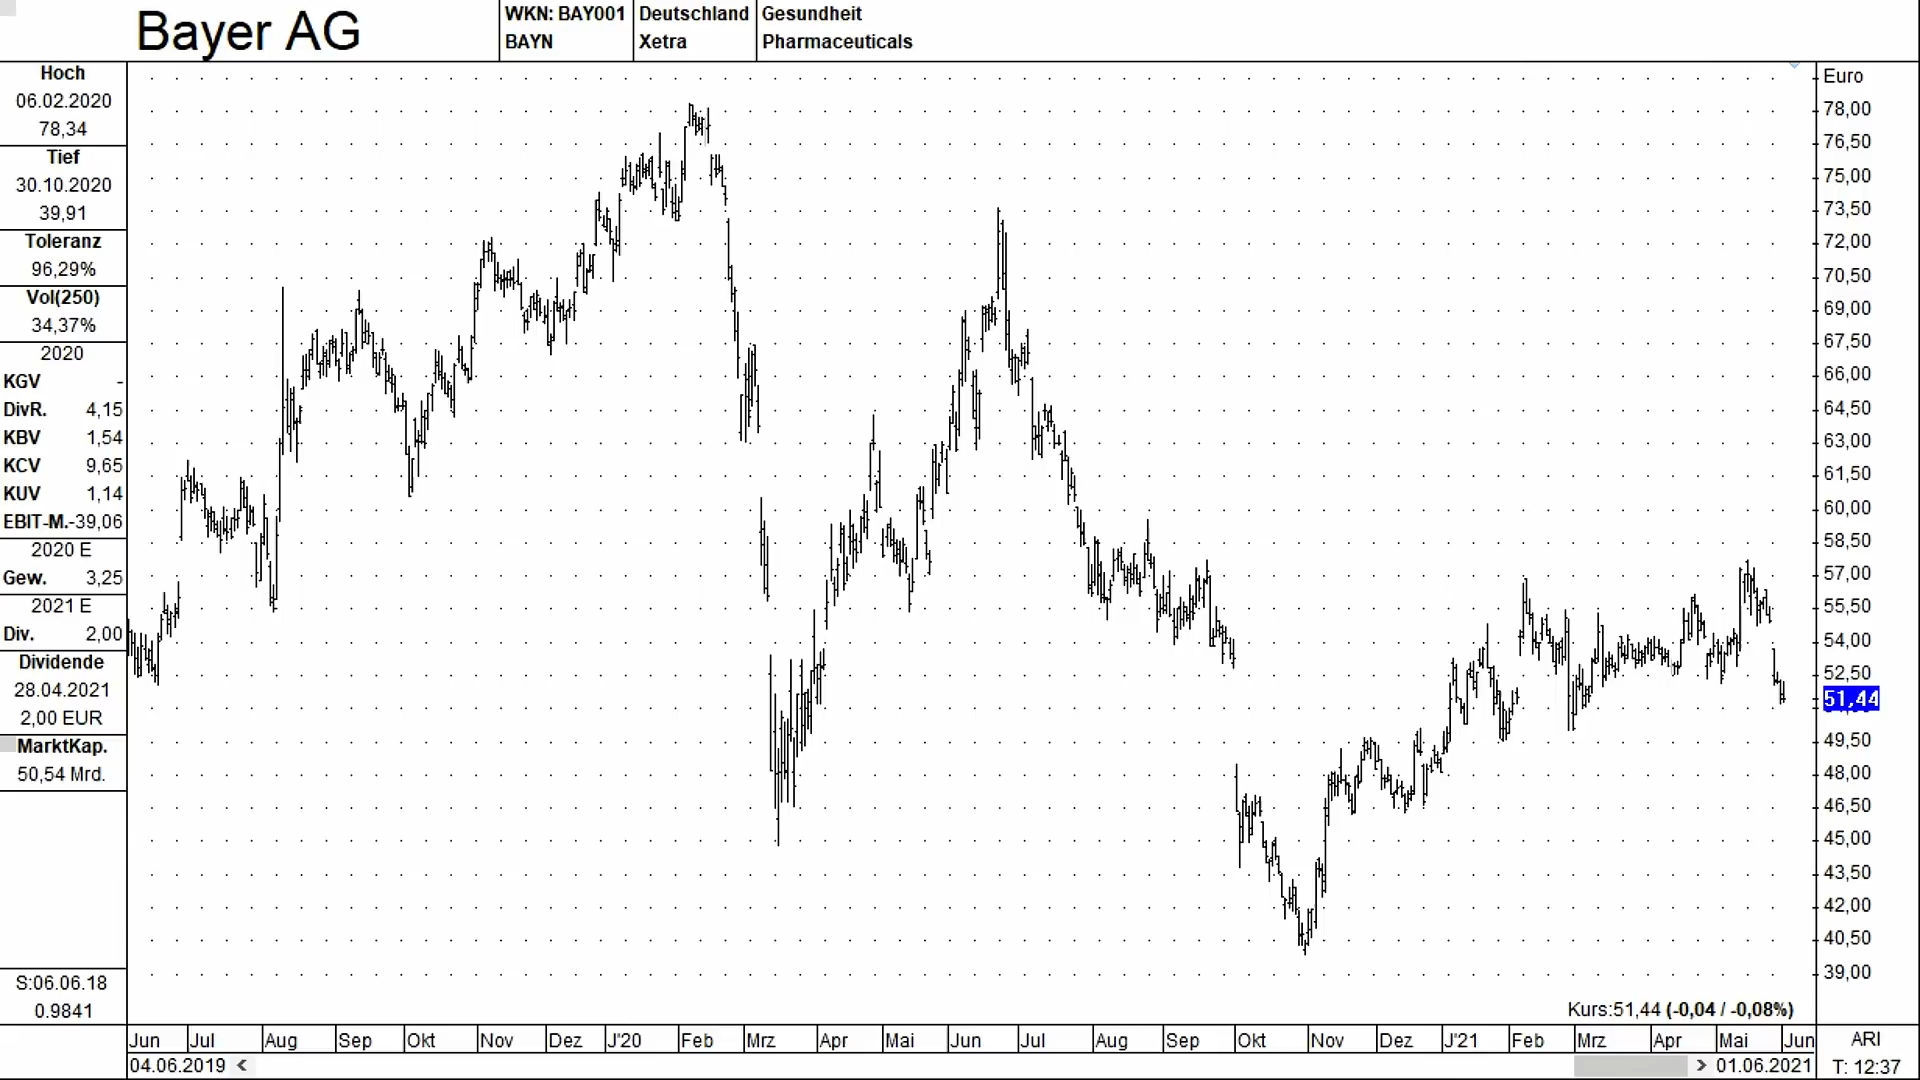 Bayer AG
WKN: BAY001
BAYN
Deutschland
Xetra
Gesundheit
Pharmaceuticals
Hoch
06.02.2020
78,34
Tief
30.10.2020
39,91
Toleranz
96,29%
Vol(250)
34,37%
2020
KGV -
DivR. 4,15
KBV 1,54
KCV 9,65
KUV 1,14
EBIT-M.-39,06
2020 E
Gew. 3,25
2021 E
Div. 2,00
Dividende
28.04.2021
2,00 EUR
MarktKap.
50,54 Mrd.
S:06.06.18
0.9841
Euro
78,00
76,50
75,00
73,50
72,00
70,50
69,00
67,50
66,00
64,50
63,00
61,50
60,00
58,50
57,00
55,50
54,00
52,50
51,44
49,50
48,00
46,50
45,00
43,50
42,00
40,50
39,00
Kurs:51,44 (-0,04 / -0,08%)
Jun Jul Aug Sep Okt Nov Dez J'20 Feb Mrz Apr Mai Jun Jul Aug Sep Okt Nov Dez J'21 Feb Mrz Apr Mai Jun
ARI
04.06.2019 < > 01.06.2021
T: 12:37